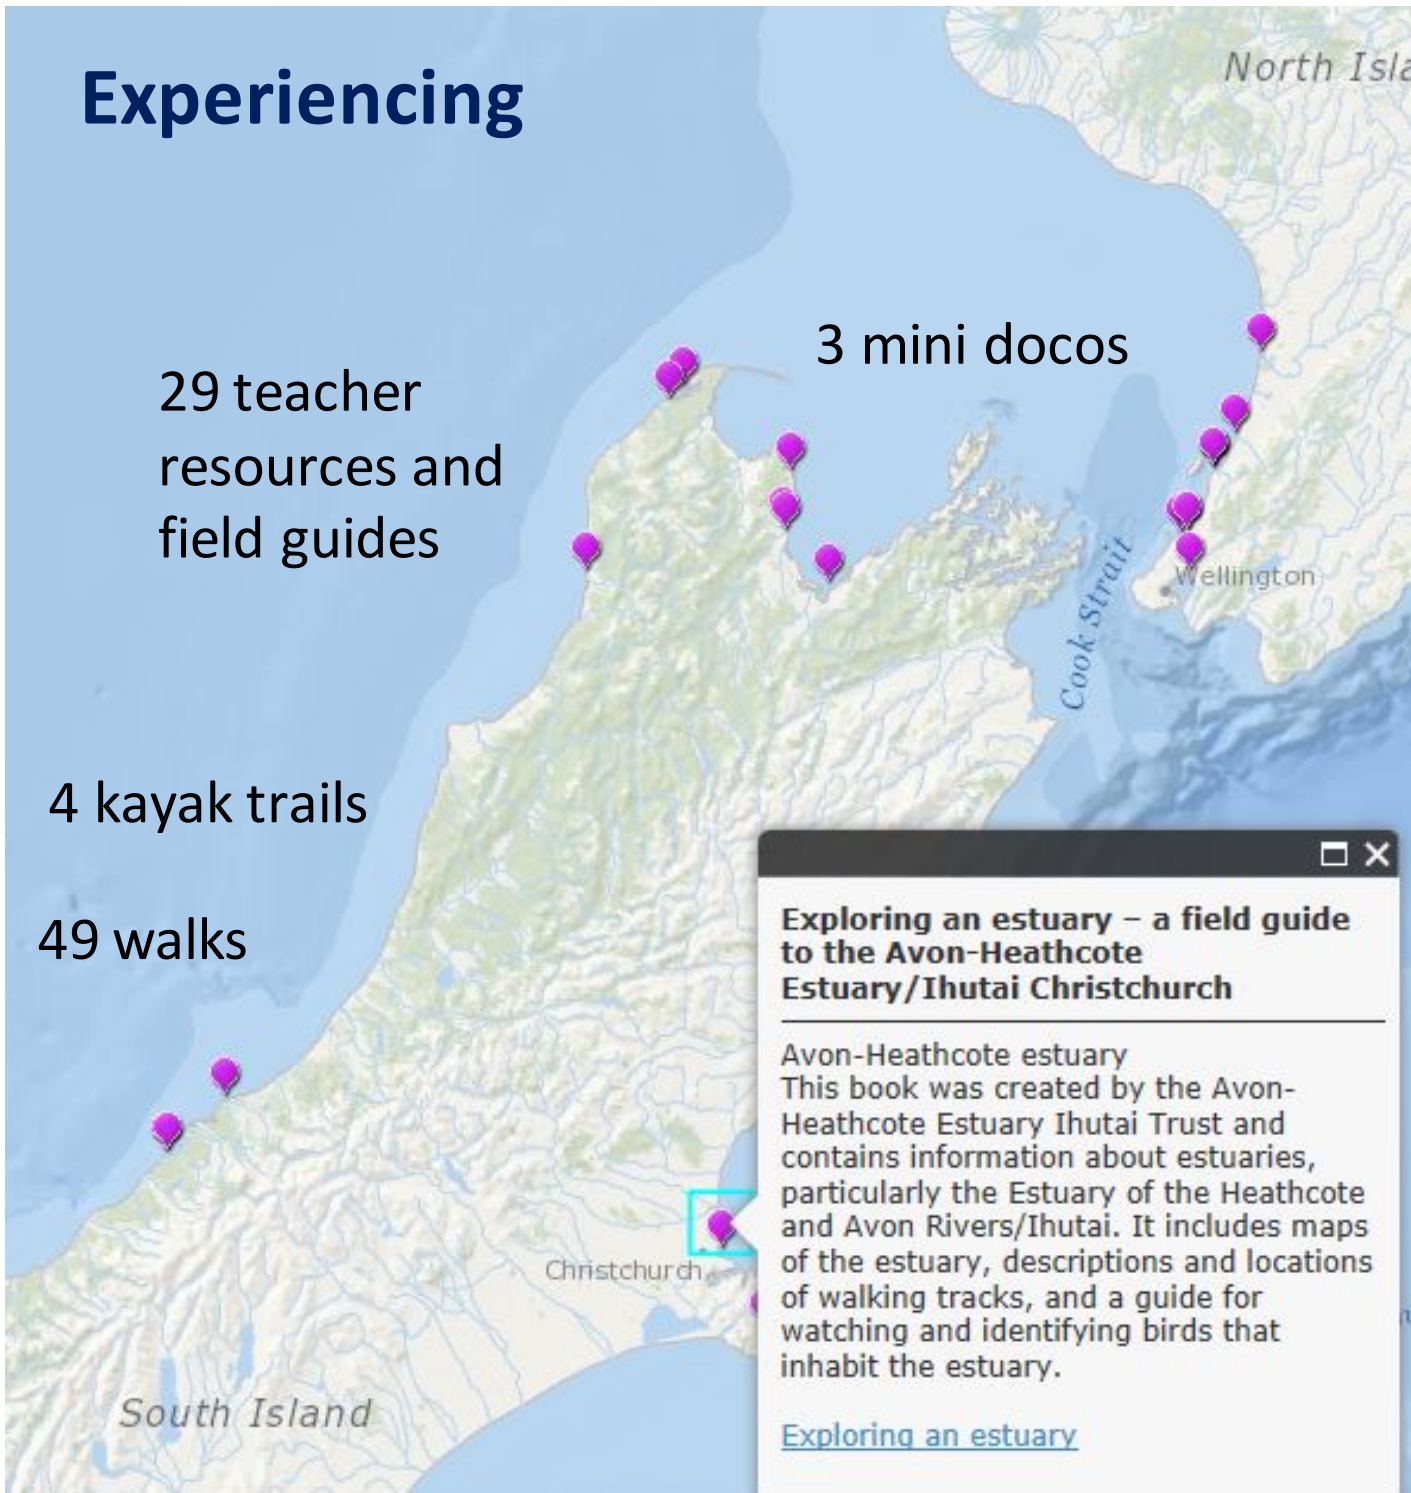 Experiencing
North Isla
3 mini docos
29 teacher
resources and
field guides
Wellington
Cook Strait
4 kayak trails
49 walks
Exploring an estuary – a field guide
to the Avon-Heathcote
Estuary/Ihutai Christchurch
Avon-Heathcote estuary
This book was created by the Avon-
Heathcote Estuary Ihutai Trust and
contains information about estuaries,
particularly the Estuary of the Heathcote
and Avon Rivers/Ihutai. It includes maps
of the estuary, descriptions and locations
of walking tracks, and a guide for
watching and identifying birds that
inhabit the estuary.
Exploring an estuary
Christchurch
South Island